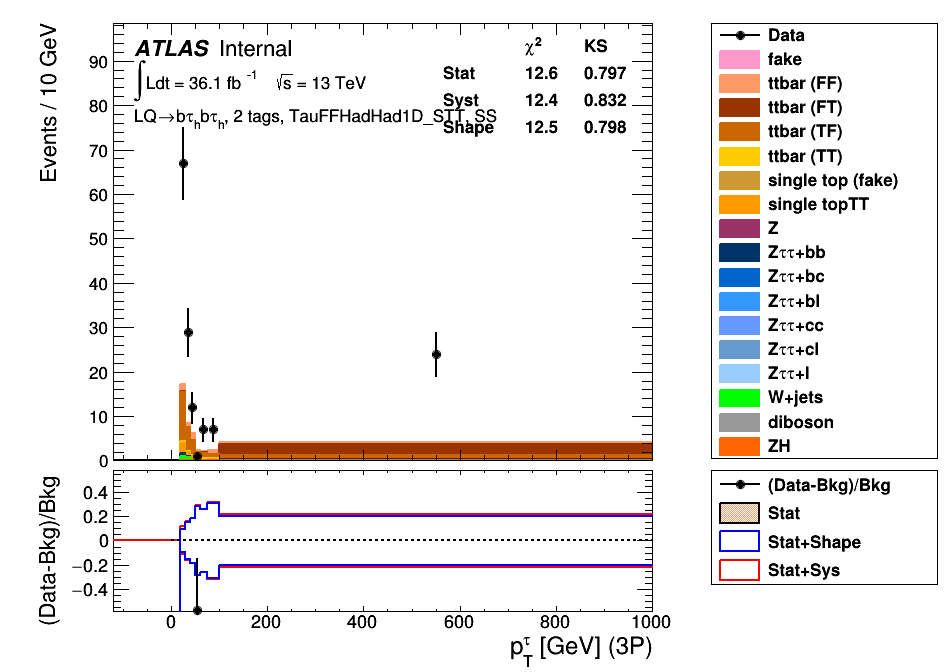 Events / 10 GeV
90
80
70
60
50
40
30
20
10
0
ATLAS Internal
∫Ldt = 36.1 fb⁻¹ √s = 13 TeV
LQ→bτ_h bτ_h, 2 tags, TauFFHadHad1D_STT, SS
χ² KS
Stat 12.6 0.797
Syst 12.4 0.832
Shape 12.5 0.798
Data
fake
ttbar (FF)
ttbar (FT)
ttbar (TF)
ttbar (TT)
single top (fake)
single topTT
Z
Zττ+bb
Zττ+bc
Zττ+bl
Zττ+cc
Zττ+cl
Zττ+l
W+jets
diboson
ZH
(Data-Bkg)/Bkg
0.4
0.2
0
−0.2
−0.4
0 200 400 600 800 1000
p_T^τ [GeV] (3P)
(Data-Bkg)/Bkg
Stat
Stat+Shape
Stat+Sys